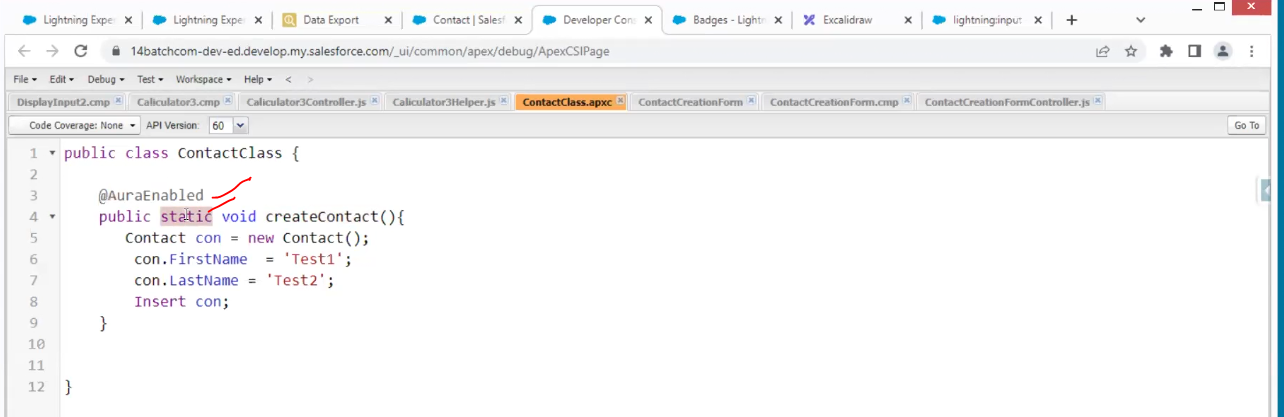 Lightning Expe Lightning Expe Data Export Contact | Salesf Developer Con Badges - Lightn Excalidraw lightning:input
14batchcom-dev-ed.develop.my.salesforce.com/_ui/common/apex/debug/ApexCSIPage
File Edit Debug Test Workspace Help < >
DisplayInput2.cmp Caliculator3.cmp Caliculator3Controller.js Caliculator3Helper.js ContactClass.apxc ContactCreationForm ContactCreationForm.cmp ContactCreationFormController.js
Code Coverage: None API Version: 60 Go To
1 public class ContactClass {
2
3 @AuraEnabled
4 public static void createContact(){
5 Contact con = new Contact();
6 con.FirstName = 'Test1';
7 con.LastName = 'Test2';
8 Insert con;
9 }
10
11
12 }